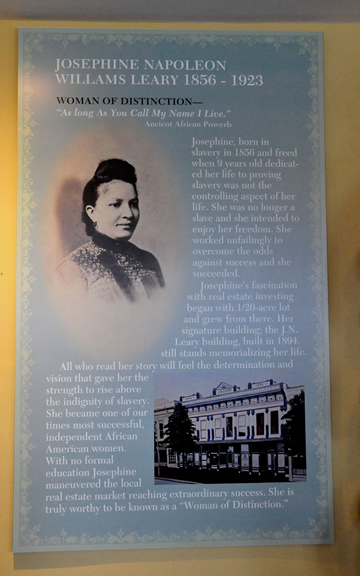 JOSEPHINE NAPOLEON
WILLAMS LEARY 1856 - 1923
WOMAN OF DISTINCTION—
"As long As You Call My Name I Live,"
Ancient African Proverb
Josephine, born in
slavery in 1856 and freed
when 9 years old dedicat-
ed her life to proving
slavery was not the
controlling aspect of her
life. She was no longer a
slave and she intended to
enjoy her freedom. She
worked unfailingly to
overcome the odds
against success and she
succeeded.
Josephine's fascination
with real estate investing
began with 1/20-acre lot
and grew from there. Her
signature building; the J.N.
Leary building, built in 1894,
still stands memorializing her life.
All who read her story will feel the determination and
vision that gave her the
strength to rise above
the indignity of slavery.
She became one of our
times most successful,
independent African
American women.
With no formal
education Josephine
maneuvered the local
real estate market reaching extraordinary success. She is
truly worthy to be known as a "Woman of Distinction."